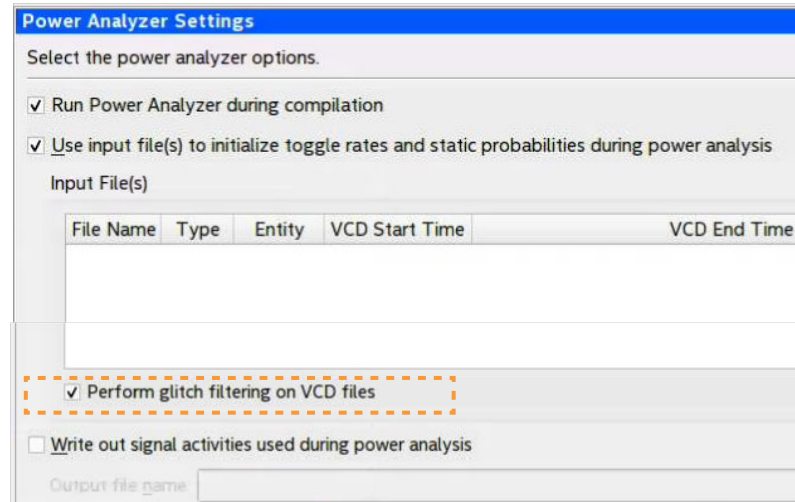 Power Analyzer Settings
Select the power analyzer options.
Run Power Analyzer during compilation
Use input file(s) to initialize toggle rates and static probabilities during power analysis
Input File(s)
File Name Type Entity VCD Start Time VCD End Time
Perform glitch filtering on VCD files
Write out signal activities used during power analysis
Output file name